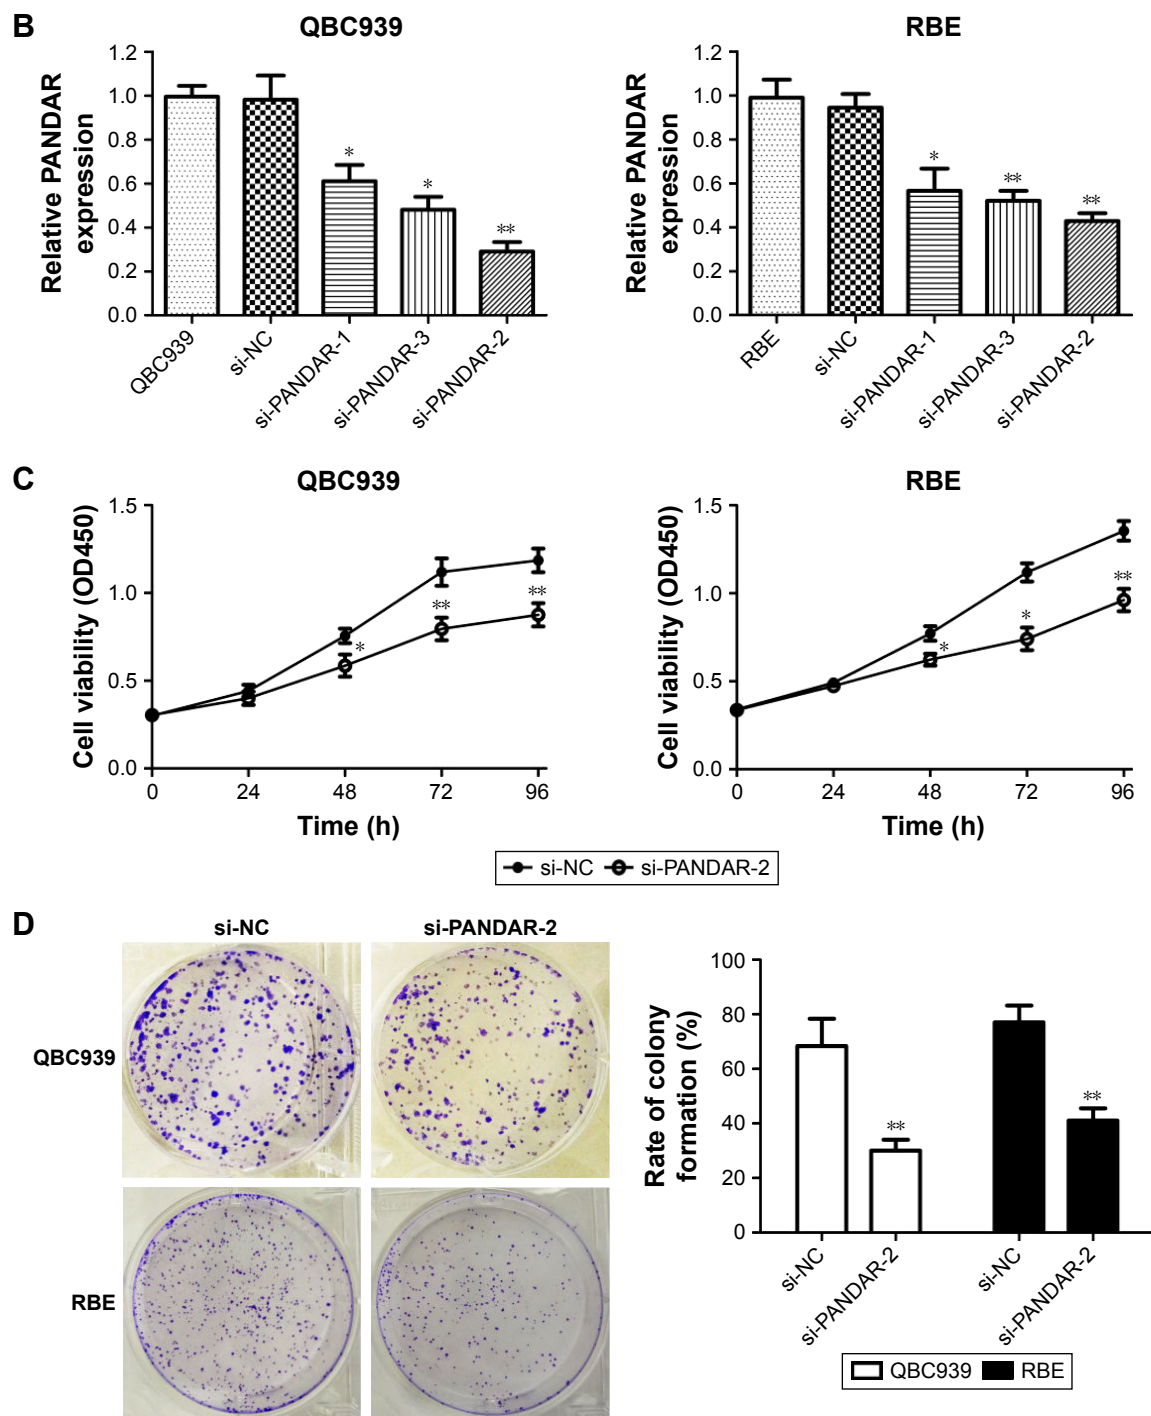 B
QBC939
Relative PANDAR
expression
1.2
1.0
0.8
0.6
0.4
0.2
0.0
*
*
**
QBC939
si-NC
si-PANDAR-1
si-PANDAR-3
si-PANDAR-2
RBE
Relative PANDAR
expression
1.2
1.0
0.8
0.6
0.4
0.2
0.0
*
**
**
RBE
si-NC
si-PANDAR-1
si-PANDAR-3
si-PANDAR-2
C
QBC939
Cell viability (OD450)
1.5
1.0
0.5
0.0
*
**
**
0 24 48 72 96
Time (h)
RBE
Cell viability (OD450)
1.5
1.0
0.5
0.0
*
*
**
0 24 48 72 96
Time (h)
si-NC si-PANDAR-2
D
si-NC si-PANDAR-2
QBC939
RBE
Rate of colony
formation (%)
100
80
60
40
20
0
**
**
si-NC
si-PANDAR-2
si-NC
si-PANDAR-2
QBC939 RBE